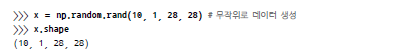 >>> x = np.random.rand(10, 1, 28, 28) # 무작위로 데이터 생성
>>> x.shape
(10, 1, 28, 28)